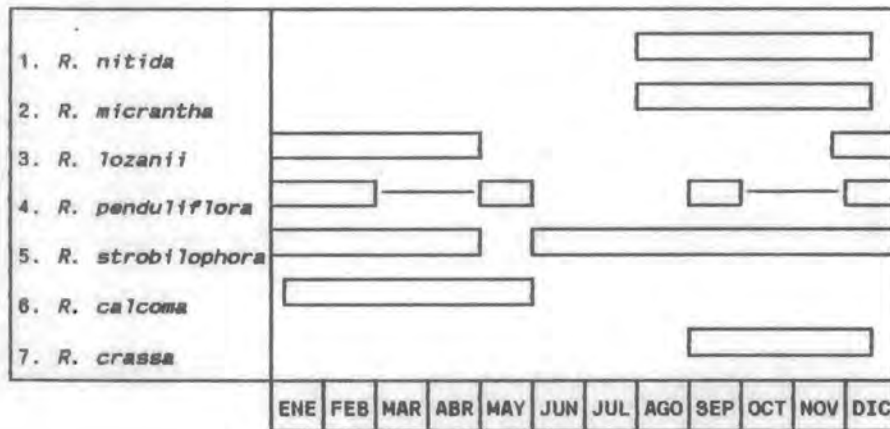 1. R. nitida
2. R. micrantha
3. R. lozanii
4. R. penduliflora
5. R. strobilophora
6. R. calcoma
7. R. crassa
ENE FEB MAR ABR MAY JUN JUL AGO SEP OCT NOV DIC